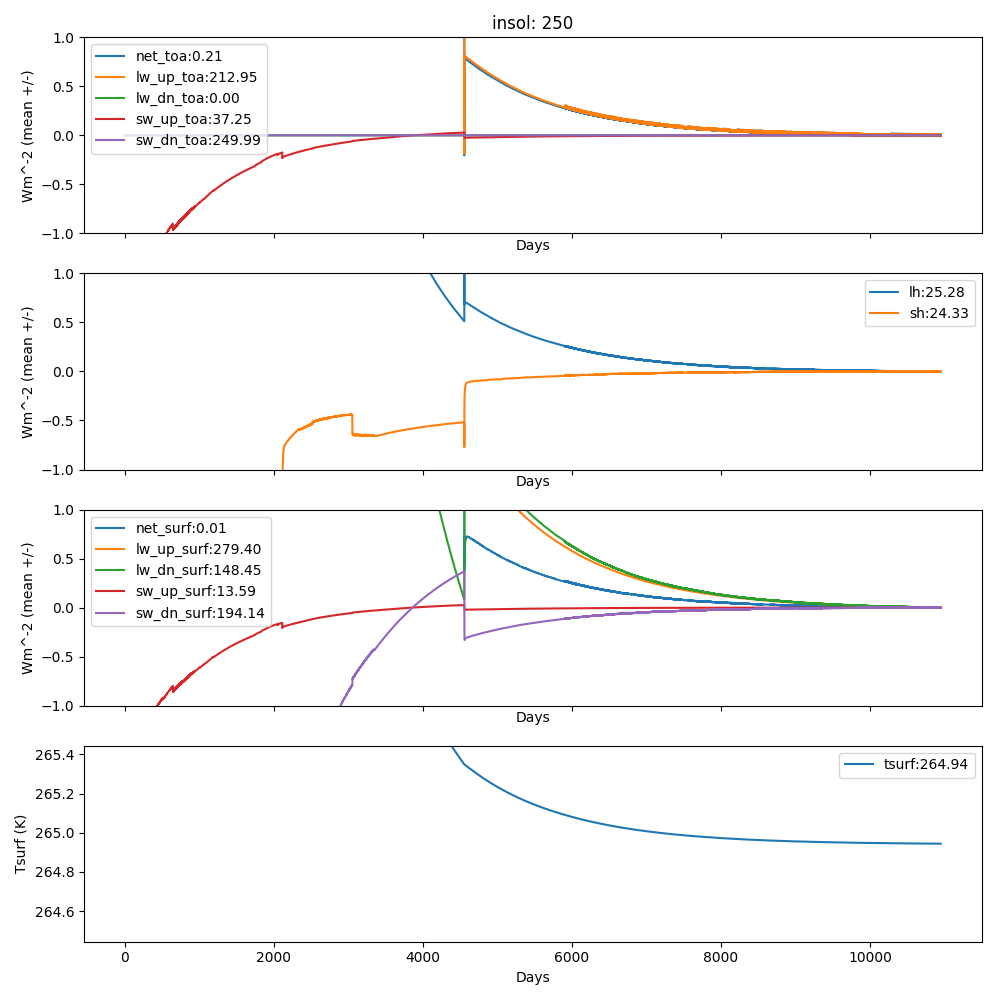 insol: 250
1.0
0.5
0.0
−0.5
−1.0
Wm^-2 (mean +/-)
net_toa:0.21
lw_up_toa:212.95
lw_dn_toa:0.00
sw_up_toa:37.25
sw_dn_toa:249.99
Days
1.0
0.5
0.0
−0.5
−1.0
Wm^-2 (mean +/-)
lh:25.28
sh:24.33
Days
1.0
0.5
0.0
−0.5
−1.0
Wm^-2 (mean +/-)
net_surf:0.01
lw_up_surf:279.40
lw_dn_surf:148.45
sw_up_surf:13.59
sw_dn_surf:194.14
Days
265.4
265.2
265.0
264.8
264.6
Tsurf (K)
tsurf:264.94
0 2000 4000 6000 8000 10000
Days